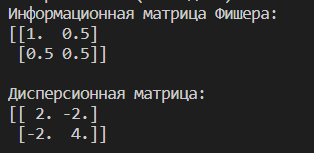 Информационная матрица Фишера:
[[1.  0.5]
 [0.5 0.5]]
Дисперсионная матрица:
[[ 2. -2.]
 [-2.  4.]]